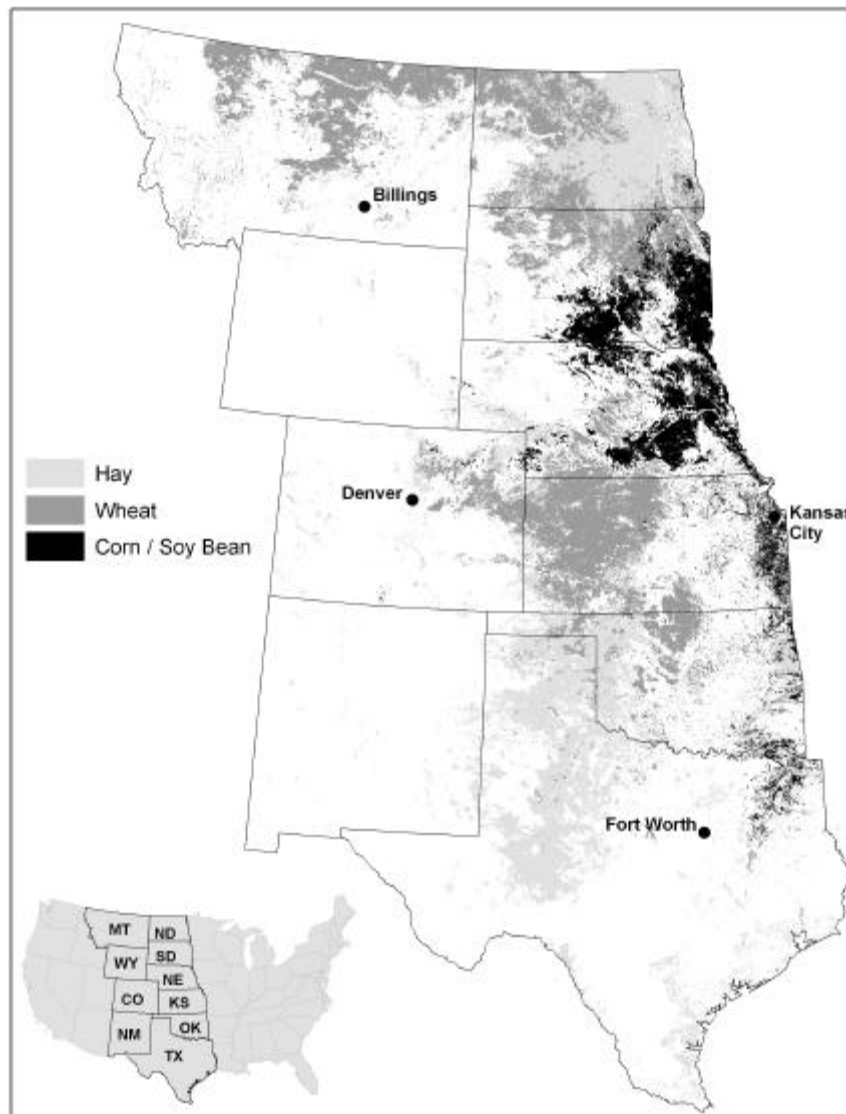 Billings
Hay
Wheat
Corn / Soy Bean
Denver
Kansas
City
Fort Worth
MT
ND
SD
WY
NE
CO
KS
OK
NM
TX